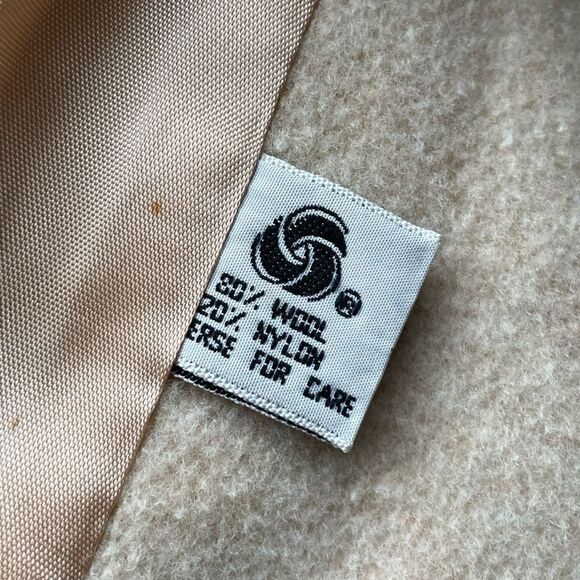 ®
80% WOOL
20% NYLON
ERSE FOR CARE